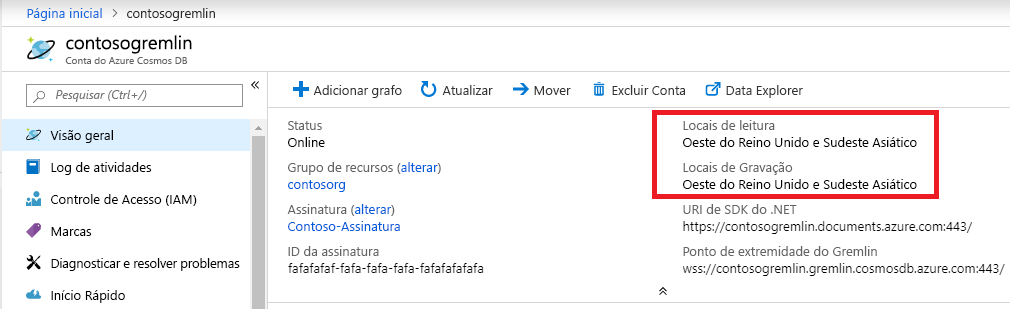 Página inicial > contosogremlin
contosogremlin
Conta do Azure Cosmos DB
Pesquisar (Ctrl+/)
«
Visão geral
Log de atividades
Controle de Acesso (IAM)
Marcas
Diagnosticar e resolver problemas
Início Rápido
Adicionar grafo Atualizar Mover Excluir Conta Data Explorer
Status
Online
Grupo de recursos (alterar)
contosorg
Assinatura (alterar)
Contoso-Assinatura
ID da assinatura
fafafafaf-fafa-fafa-fafa-fafafafafafa
Locais de leitura
Oeste do Reino Unido e Sudeste Asiático
Locais de Gravação
Oeste do Reino Unido e Sudeste Asiático
URI de SDK do .NET
https://contosogremlin.documents.azure.com:443/
Ponto de extremidade do Gremlin
wss://contosogremlin.gremlin.cosmosdb.azure.com:443/